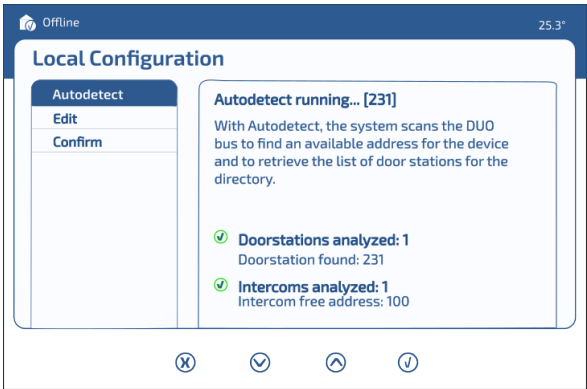 Offline
25.3°
Local Configuration
Autodetect
Edit
Confirm
Autodetect running... [231]
With Autodetect, the system scans the DUO
bus to find an available address for the device
and to retrieve the list of door stations for the
directory.
Doorstations analyzed: 1
Doorstation found: 231
Intercoms analyzed: 1
Intercom free address: 100